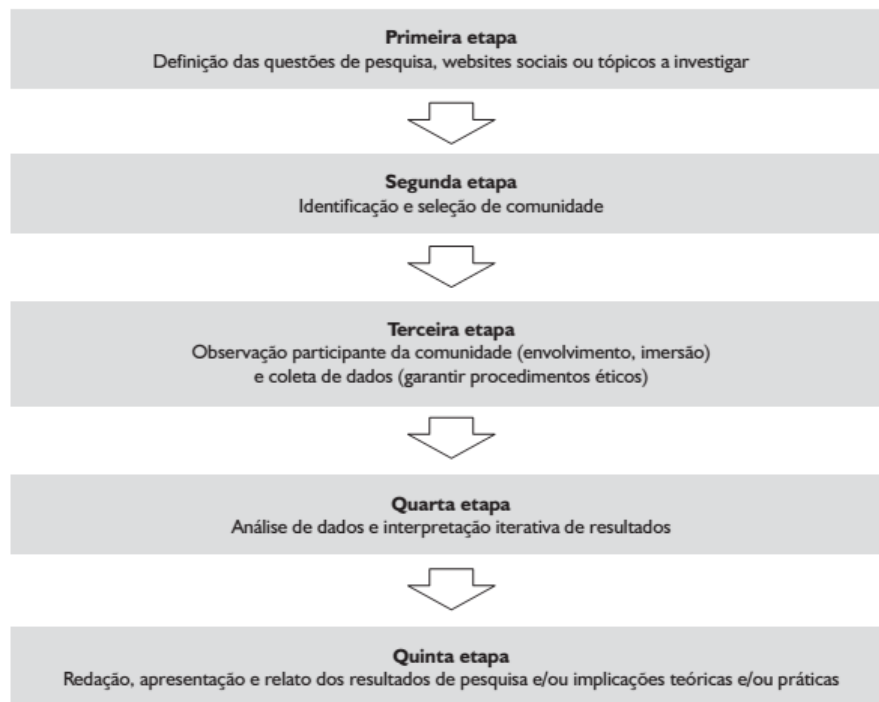 Primeira etapa
Definição das questões de pesquisa, websites sociais ou tópicos a investigar
Segunda etapa
Identificação e seleção de comunidade
Terceira etapa
Observação participante da comunidade (envolvimento, imersão)
e coleta de dados (garantir procedimentos éticos)
Quarta etapa
Análise de dados e interpretação iterativa de resultados
Quinta etapa
Redação, apresentação e relato dos resultados de pesquisa e/ou implicações teóricas e/ou práticas